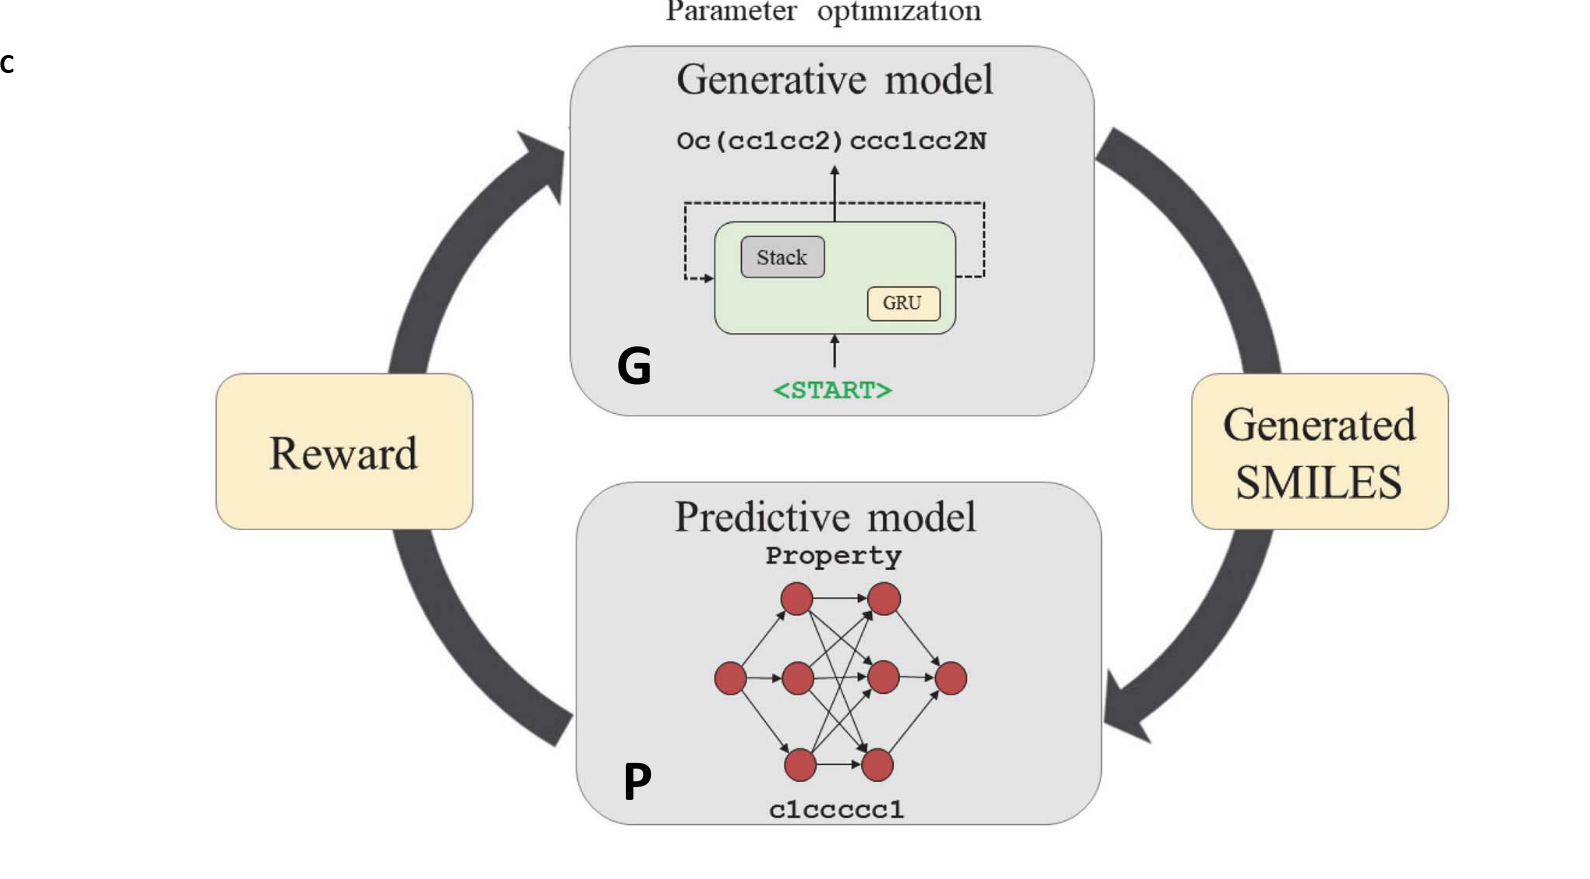 Parameter optimization
c
Generative model
Oc(cc1cc2)ccc1cc2N
Stack
GRU
G
<START>
Reward
Generated
SMILES
Predictive model
Property
P
c1ccccc1